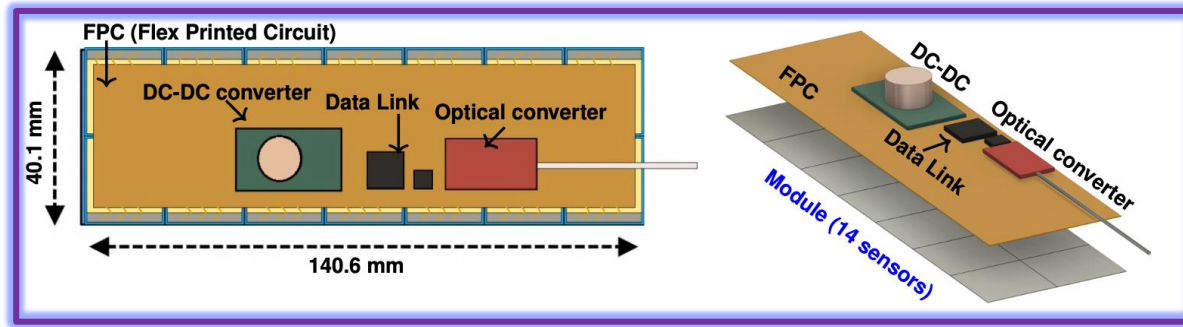 FPC (Flex Printed Circuit)
DC-DC converter
Data Link
Optical converter
40.1 mm
140.6 mm
FPC
DC-DC
Data Link
Optical converter
Module (14 sensors)